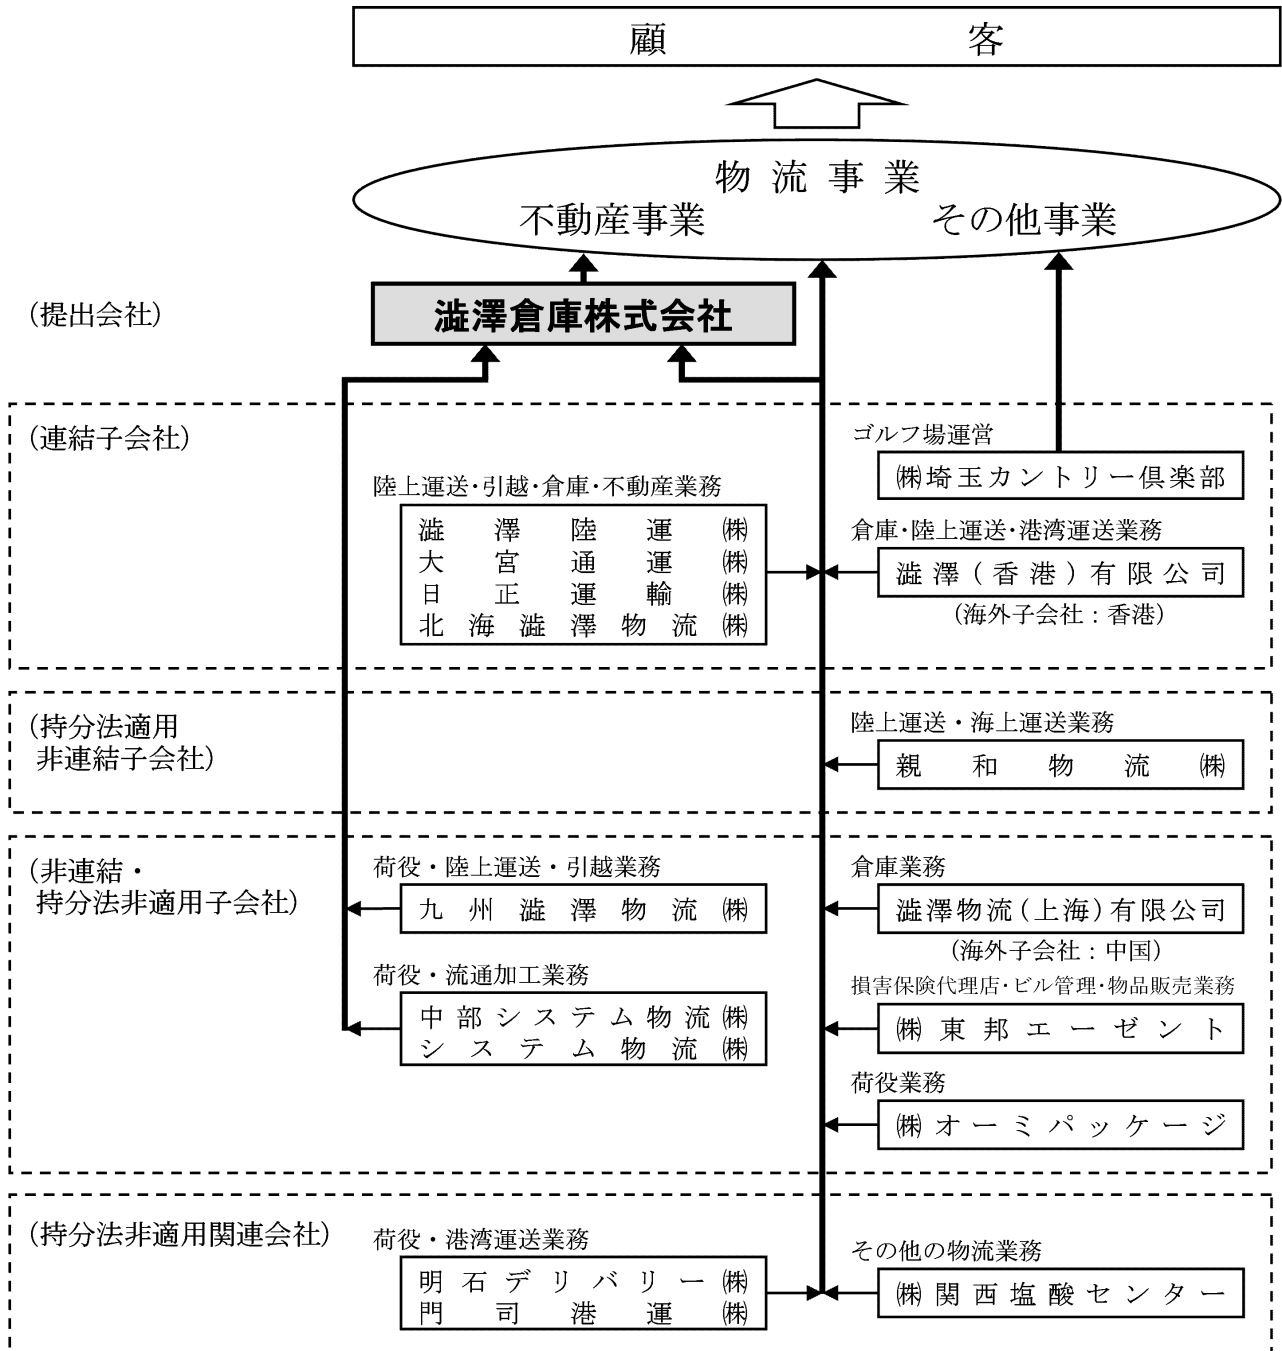 顧客
物流事業
不動産事業 その他事業
(提出会社)
澁澤倉庫株式会社
(連結子会社)
ゴルフ場運営
㈱埼玉カントリー倶楽部
陸上運送・引越・倉庫・不動産業務
澁澤陸運㈱
大宮通運㈱
日正運輸㈱
北海澁澤物流㈱
倉庫・陸上運送・港湾運送業務
澁澤(香港)有限公司
(海外子会社：香港)
(持分法適用
非連結子会社)
陸上運送・海上運送業務
親和物流㈱
(非連結・
持分法非適用子会社)
荷役・陸上運送・引越業務
九州澁澤物流㈱
荷役・流通加工業務
中部システム物流㈱
システム物流㈱
倉庫業務
澁澤物流(上海)有限公司
(海外子会社：中国)
損害保険代理店・ビル管理・物品販売業務
㈱東邦エーゼント
荷役業務
㈱オーミパッケージ
(持分法非適用関連会社)
荷役・港湾運送業務
明石デリバリー㈱
門司港運㈱
その他の物流業務
㈱関西塩酸センター